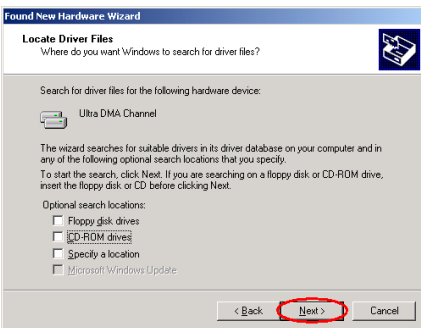 Found New Hardware Wizard
Locate Driver Files
Where do you want Windows to search for driver files?
Search for driver files for the following hardware device:
Ultra DMA Channel
The wizard searches for suitable drivers in its driver database on your computer and in
any of the following optional search locations that you specify.
To start the search, click Next. If you are searching on a floppy disk or CD-ROM drive,
insert the floppy disk or CD before clicking Next.
Optional search locations:
Floppy disk drives
CD-ROM drives
Specify a location
Microsoft Windows Update
< Back
Next >
Cancel